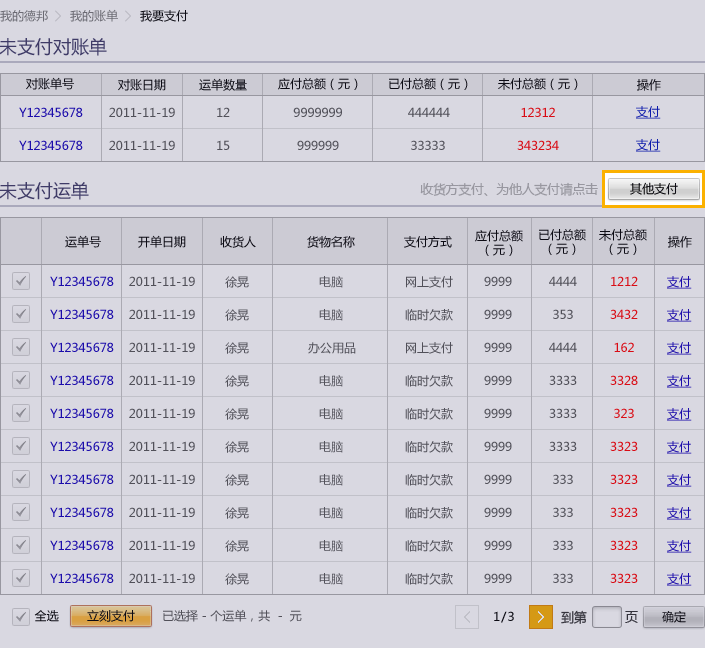 我的德邦 > 我的账单 > 我要支付
未支付对账单
对账单号 对账日期 运单数量 应付总额（元） 已付总额（元） 未付总额（元） 操作
Y12345678 2011-11-19 12 9999999 444444 12312 支付
Y12345678 2011-11-19 15 999999 33333 343234 支付
未支付运单 收货方支付、为他人支付请点击 其他支付
运单号 开单日期 收货人 货物名称 支付方式 应付总额（元） 已付总额（元） 未付总额（元） 操作
Y12345678 2011-11-19 徐晃 电脑 网上支付 9999 4444 1212 支付
Y12345678 2011-11-19 徐晃 电脑 临时欠款 9999 353 3432 支付
Y12345678 2011-11-19 徐晃 办公用品 网上支付 9999 4444 162 支付
Y12345678 2011-11-19 徐晃 电脑 临时欠款 9999 3333 3328 支付
Y12345678 2011-11-19 徐晃 电脑 临时欠款 9999 3333 323 支付
Y12345678 2011-11-19 徐晃 电脑 临时欠款 9999 3333 3323 支付
Y12345678 2011-11-19 徐晃 电脑 临时欠款 9999 333 3323 支付
Y12345678 2011-11-19 徐晃 电脑 临时欠款 9999 333 3323 支付
Y12345678 2011-11-19 徐晃 电脑 临时欠款 9999 333 3323 支付
Y12345678 2011-11-19 徐晃 电脑 临时欠款 9999 333 3323 支付
全选 立刻支付 已选择 - 个运单，共 - 元 1/3 到第 页 确定